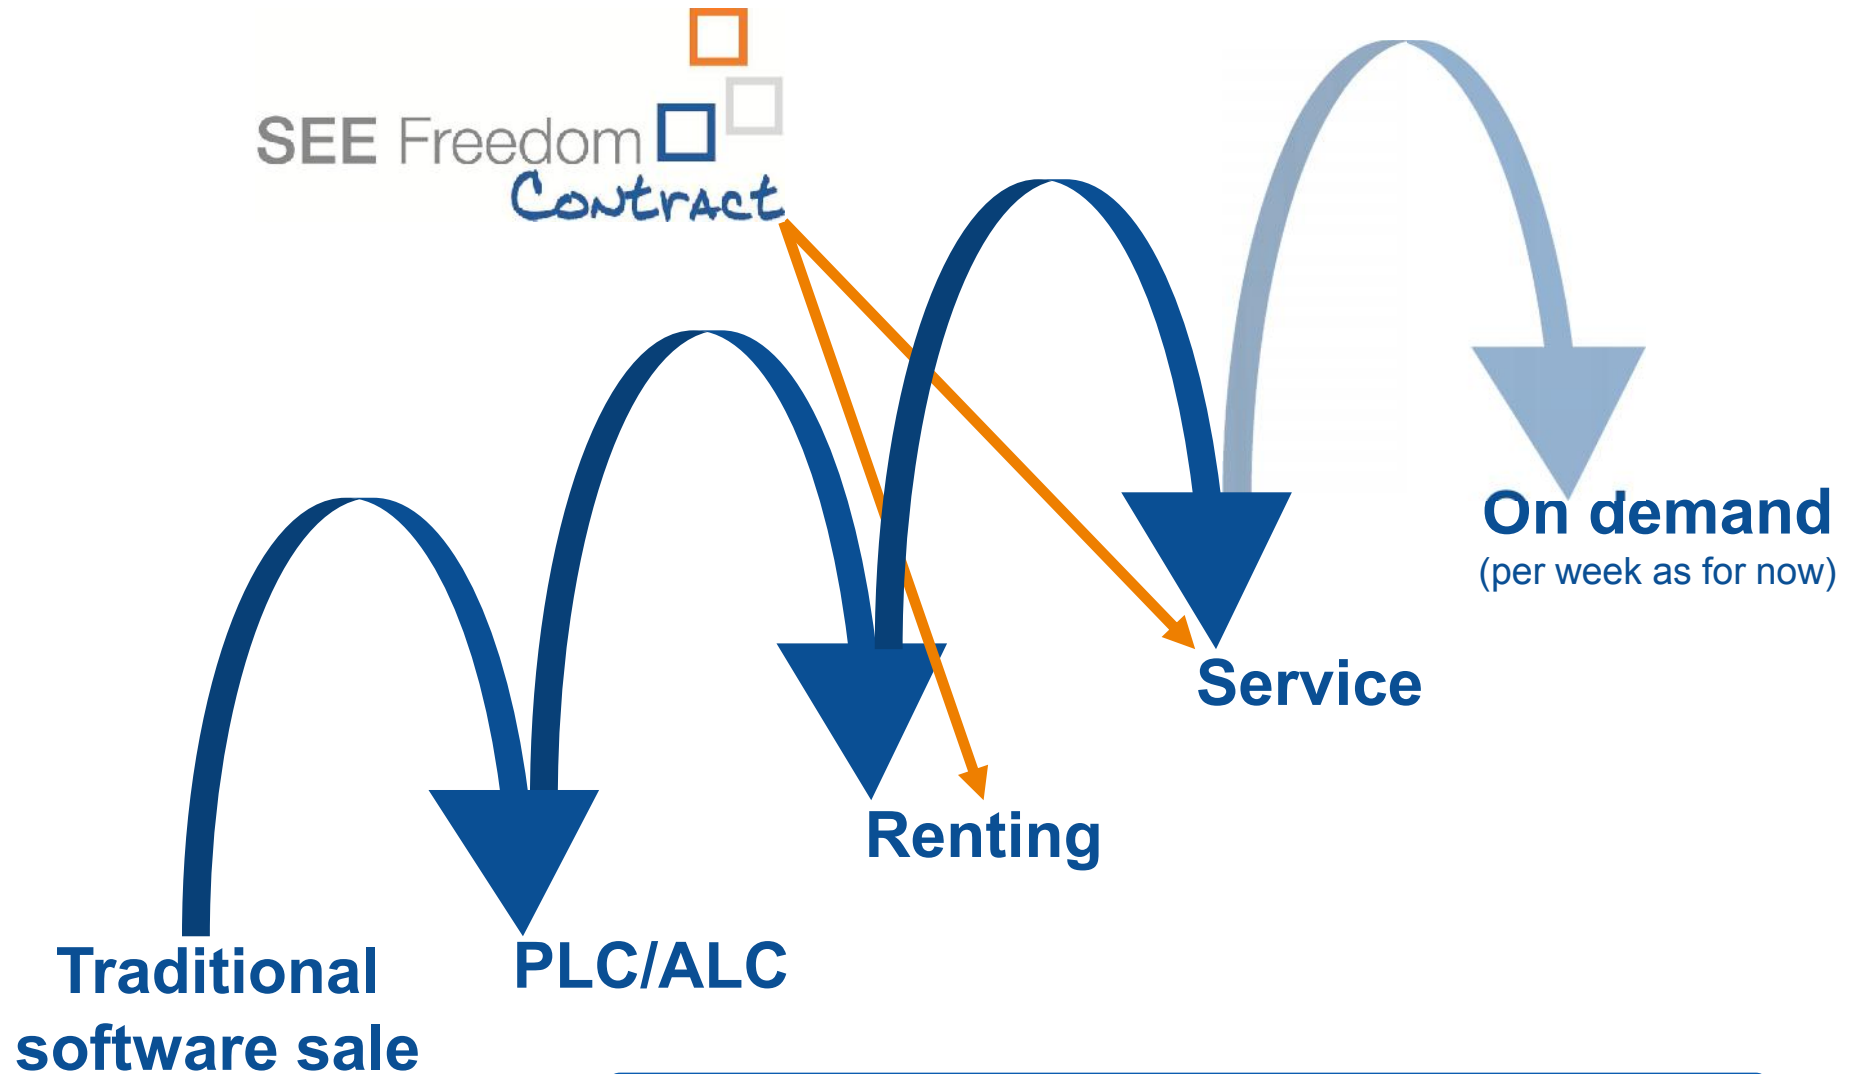 SEE Freedom
Contract
On demand
(per week as for now)
Service
Renting
PLC/ALC
Traditional
software sale